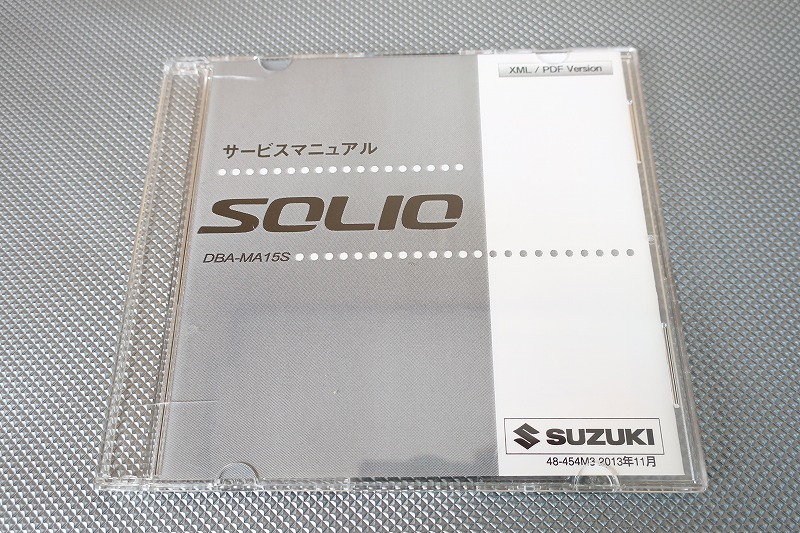 XML / PDF Version
サービスマニュアル
SOLIO
DBA-MA15S
SUZUKI
48-454M3 2013年11月